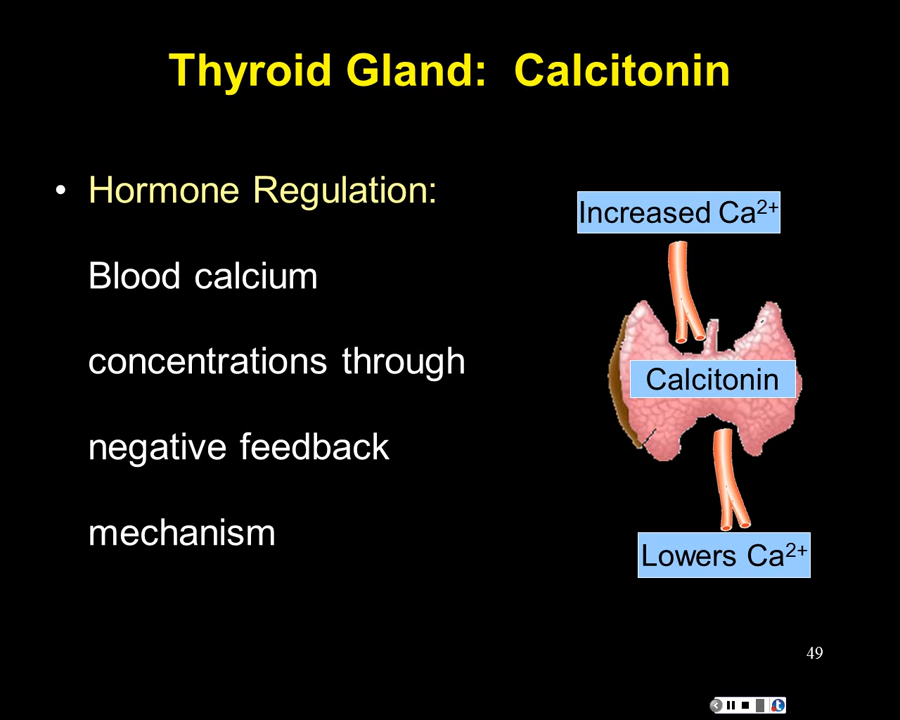 Thyroid Gland: Calcitonin
• Hormone Regulation:
Blood calcium
concentrations through
negative feedback
mechanism
Increased Ca²⁺
Calcitonin
Lowers Ca²⁺
49